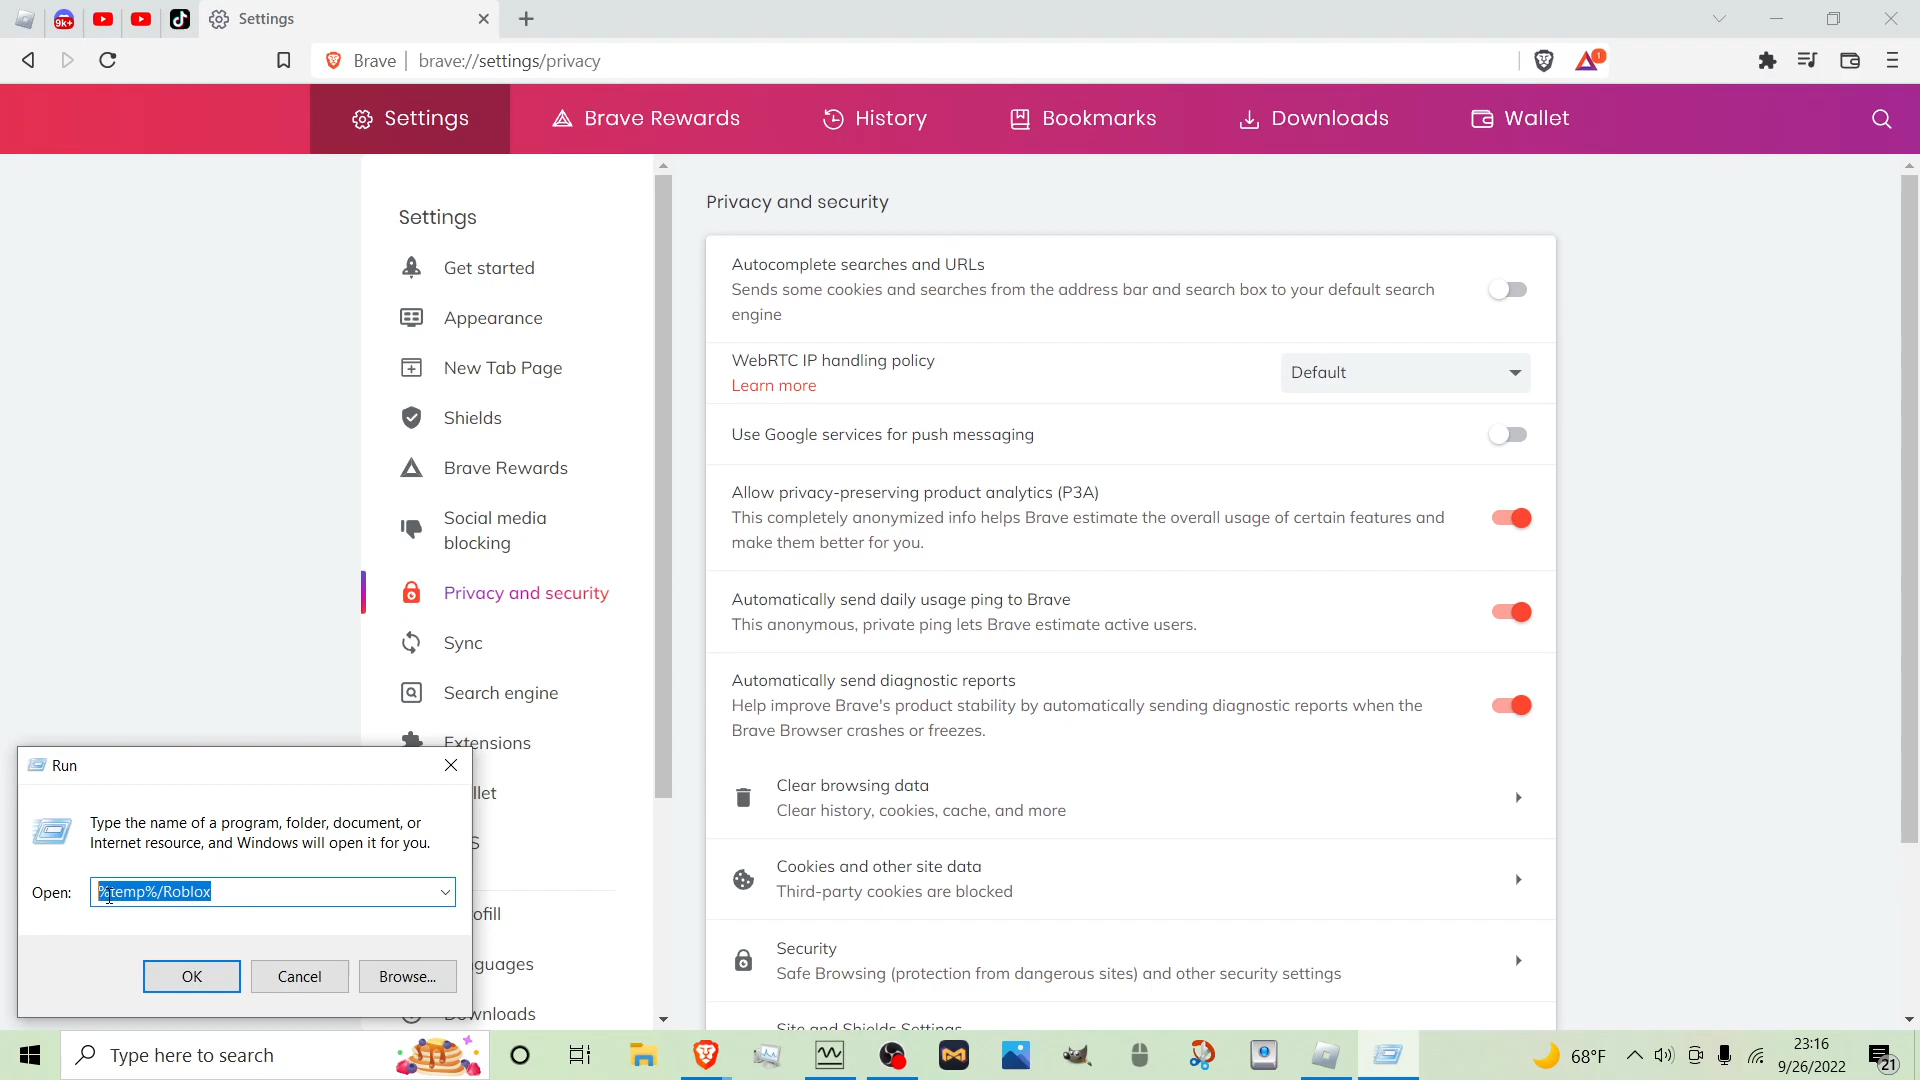 9k+
Settings
Brave
brave://settings/privacy
1
Settings
Brave Rewards
History
Bookmarks
Downloads
Wallet
Settings
Get started
Appearance
New Tab Page
Shields
Brave Rewards
Social media
blocking
Privacy and security
Sync
Search engine
Extensions
llet
S
ofill
guages
ownloads
Privacy and security
Autocomplete searches and URLs
Sends some cookies and searches from the address bar and search box to your default search
engine
WebRTC IP handling policy
Learn more
Default
Use Google services for push messaging
Allow privacy-preserving product analytics (P3A)
This completely anonymized info helps Brave estimate the overall usage of certain features and
make them better for you.
Automatically send daily usage ping to Brave
This anonymous, private ping lets Brave estimate active users.
Automatically send diagnostic reports
Help improve Brave's product stability by automatically sending diagnostic reports when the
Brave Browser crashes or freezes.
Clear browsing data
Clear history, cookies, cache, and more
Cookies and other site data
Third-party cookies are blocked
Security
Safe Browsing (protection from dangerous sites) and other security settings
Site and Shields Settings
Run
Type the name of a program, folder, document, or
Internet resource, and Windows will open it for you.
Open:
%temp%/Roblox
OK
Cancel
Browse...
Type here to search
68°F
23:16
9/26/2022
21